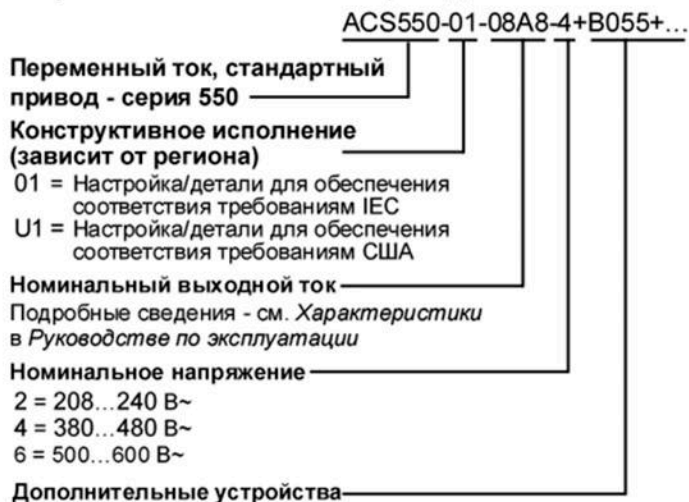 ACS550-01-08A8-4+B055+...
Переменный ток, стандартный
привод - серия 550
Конструктивное исполнение
(зависит от региона)
01 = Настройка/детали для обеспечения
соответствия требованиям IEC
U1 = Настройка/детали для обеспечения
соответствия требованиям США
Номинальный выходной ток
Подробные сведения - см. Характеристики
в Руководстве по эксплуатации
Номинальное напряжение
2 = 208...240 В~
4 = 380...480 В~
6 = 500...600 В~
Дополнительные устройства